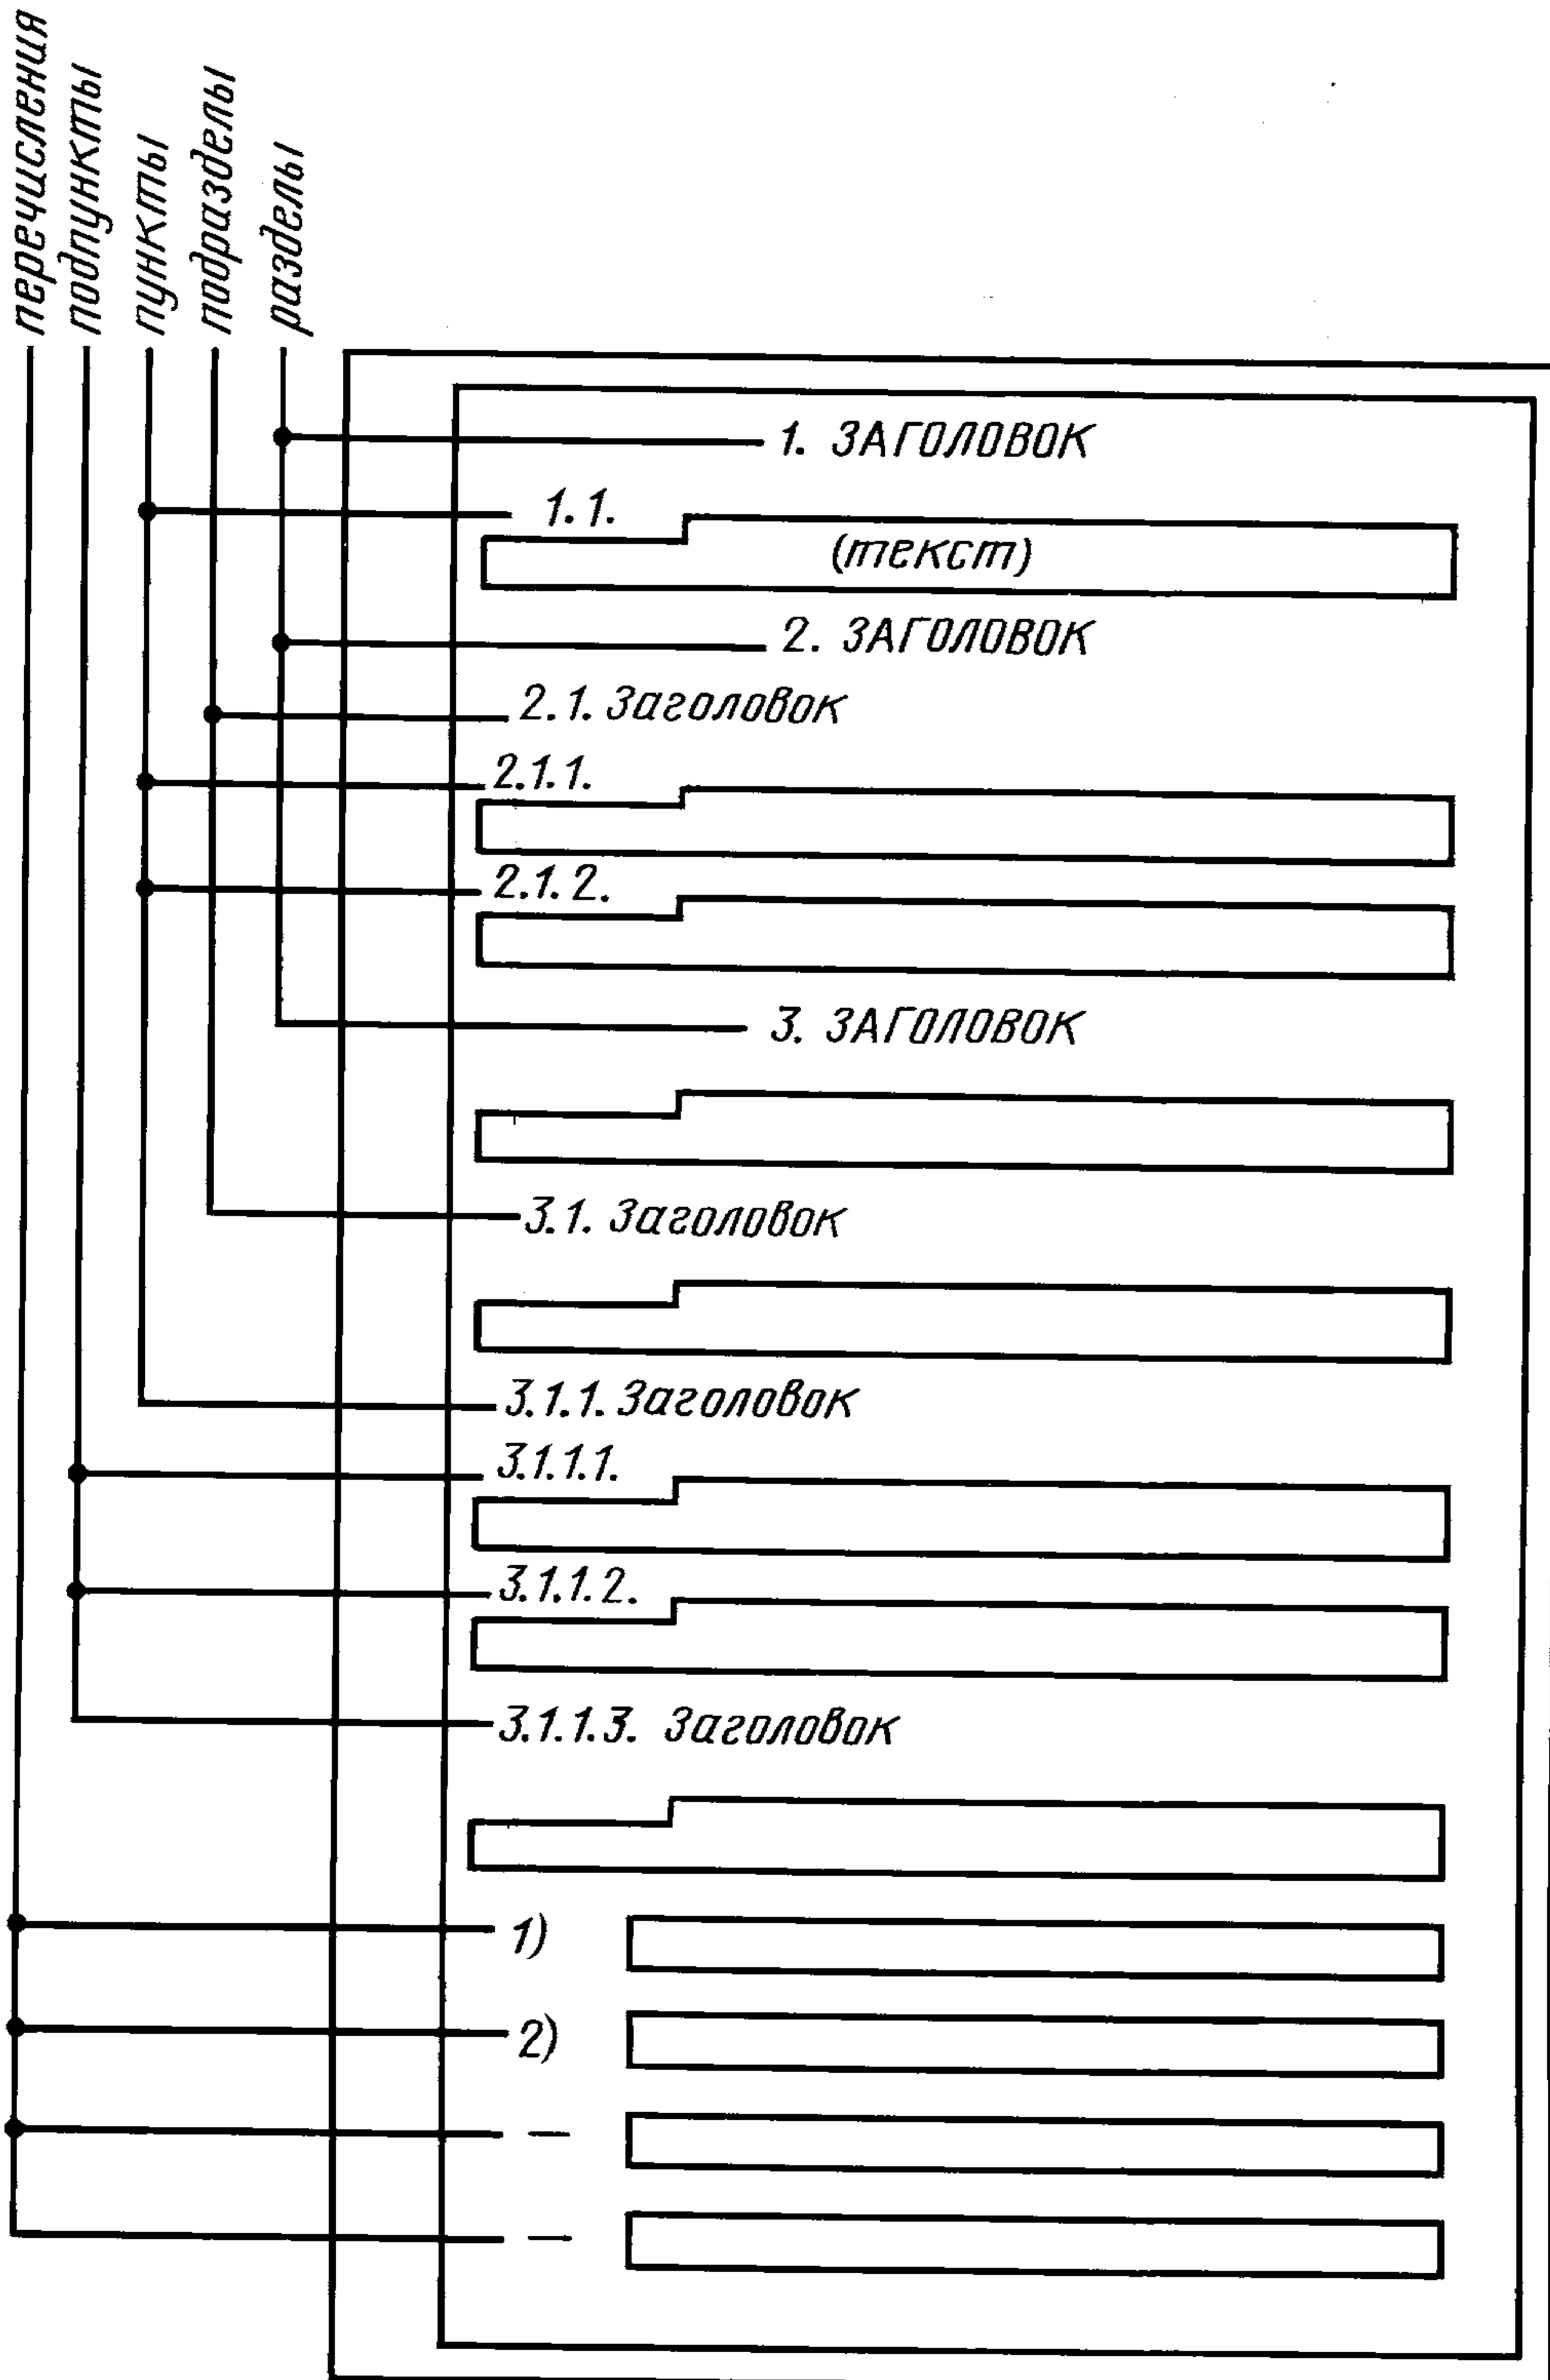 перечисления
подпункты
пункты
подразделы
разделы
1. ЗАГОЛОВОК
1.1.
(текст)
2. ЗАГОЛОВОК
2.1. Заголовок
2.1.1.
2.1.2.
3. ЗАГОЛОВОК
3.1. Заголовок
3.1.1. Заголовок
3.1.1.1.
3.1.1.2.
3.1.1.3. Заголовок
1)
2)
—
—